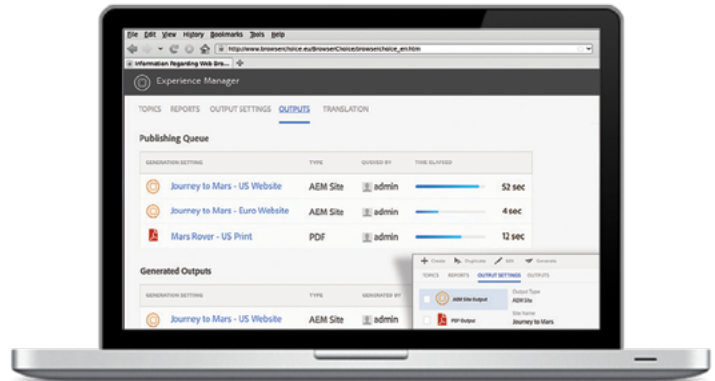 File Edit View History Bookmarks Tools Help
http://www.browserchoice.eu/BrowserChoice/browserchoice_en.htm
Information Regarding Web Bro...
Experience Manager
TOPICS REPORTS OUTPUT SETTINGS OUTPUTS TRANSLATION
Publishing Queue
GENERATION SETTING TYPE QUEUED BY TIME ELAPSED
Journey to Mars - US Website AEM Site admin 52 sec
Journey to Mars - Euro Website AEM Site admin 4 sec
Mars Rover - US Print PDF admin 12 sec
Generated Outputs
GENERATION SETTING TYPE GENERATED BY
Journey to Mars - US Website AEM Site admin
Create Duplicate Edit Generate
TOPICS REPORTS OUTPUT SETTINGS OUTPUTS
Output Type
AEM Site Output AEM Site
Site Name
PDF Output Journey to Mars